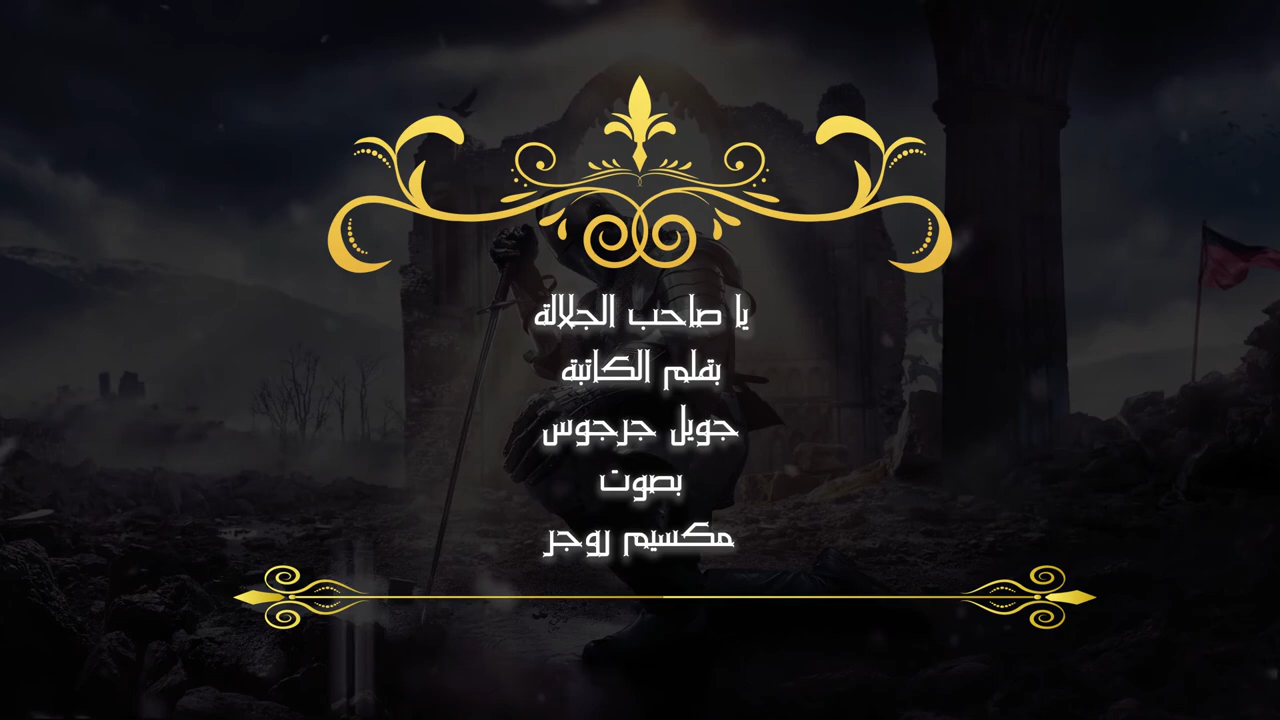 يا صاحب الجلالة
بقلم الكاتبة
جويل جرجوس
بصوت
مكسيم روجر